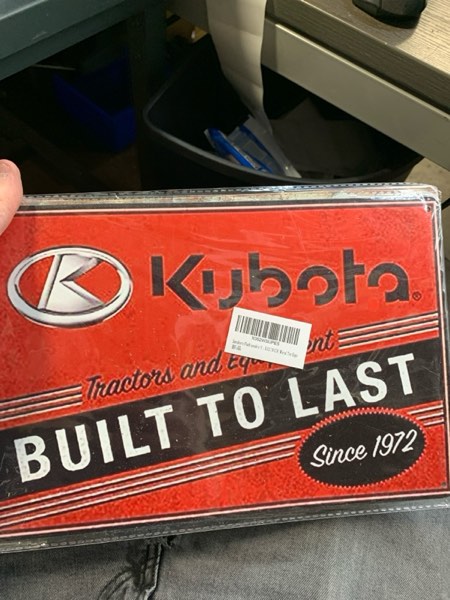 Kubota®
Tractors and Equipment
BUILT TO LAST
Since 1972